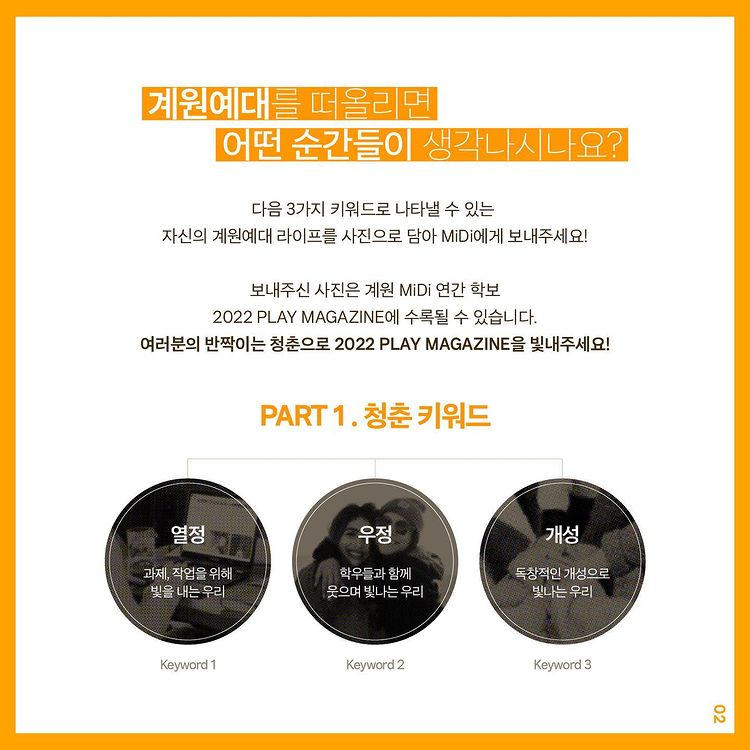 계원예대를 떠올리면
어떤 순간들이 생각나시나요?
다음 3가지 키워드로 나타낼 수 있는
자신의 계원예대 라이프를 사진으로 담아 MiDi에게 보내주세요!
보내주신 사진은 계원 MiDi 연간 학보
2022 PLAY MAGAZINE에 수록될 수 있습니다.
여러분의 반짝이는 청춘으로 2022 PLAY MAGAZINE을 빛내주세요!
PART 1 . 청춘 키워드
열정
과제, 작업을 위해
빛을 내는 우리
Keyword 1
우정
학우들과 함께
웃으며 빛나는 우리
Keyword 2
개성
독창적인 개성으로
빛나는 우리
Keyword 3
02